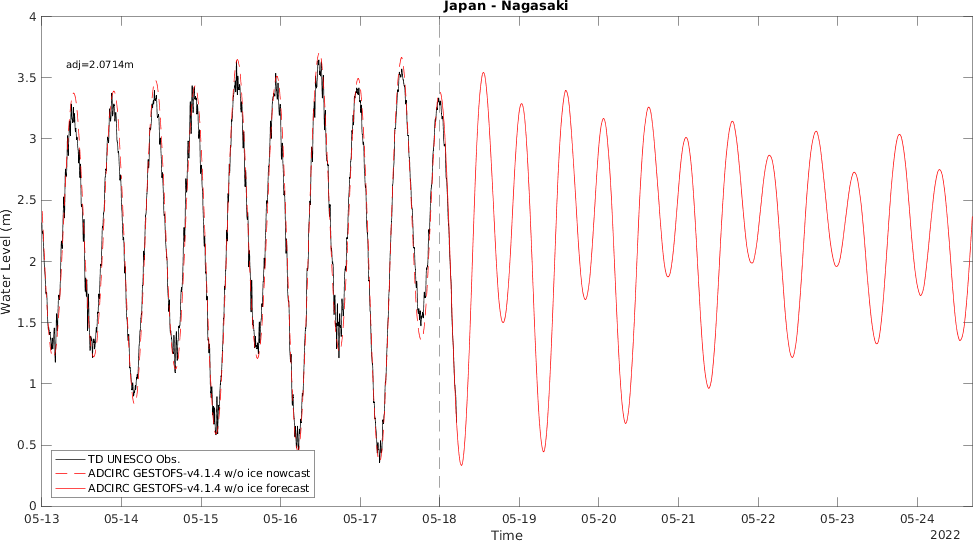 Japan - Nagasaki
adj=2.0714m
4
3.5
3
2.5
2
1.5
1
0.5
0
Water Level (m)
TD UNESCO Obs.
ADCIRC GESTOFS-v4.1.4 w/o ice nowcast
ADCIRC GESTOFS-v4.1.4 w/o ice forecast
05-13 05-14 05-15 05-16 05-17 05-18 05-19 05-20 05-21 05-22 05-23 05-24
Time
2022